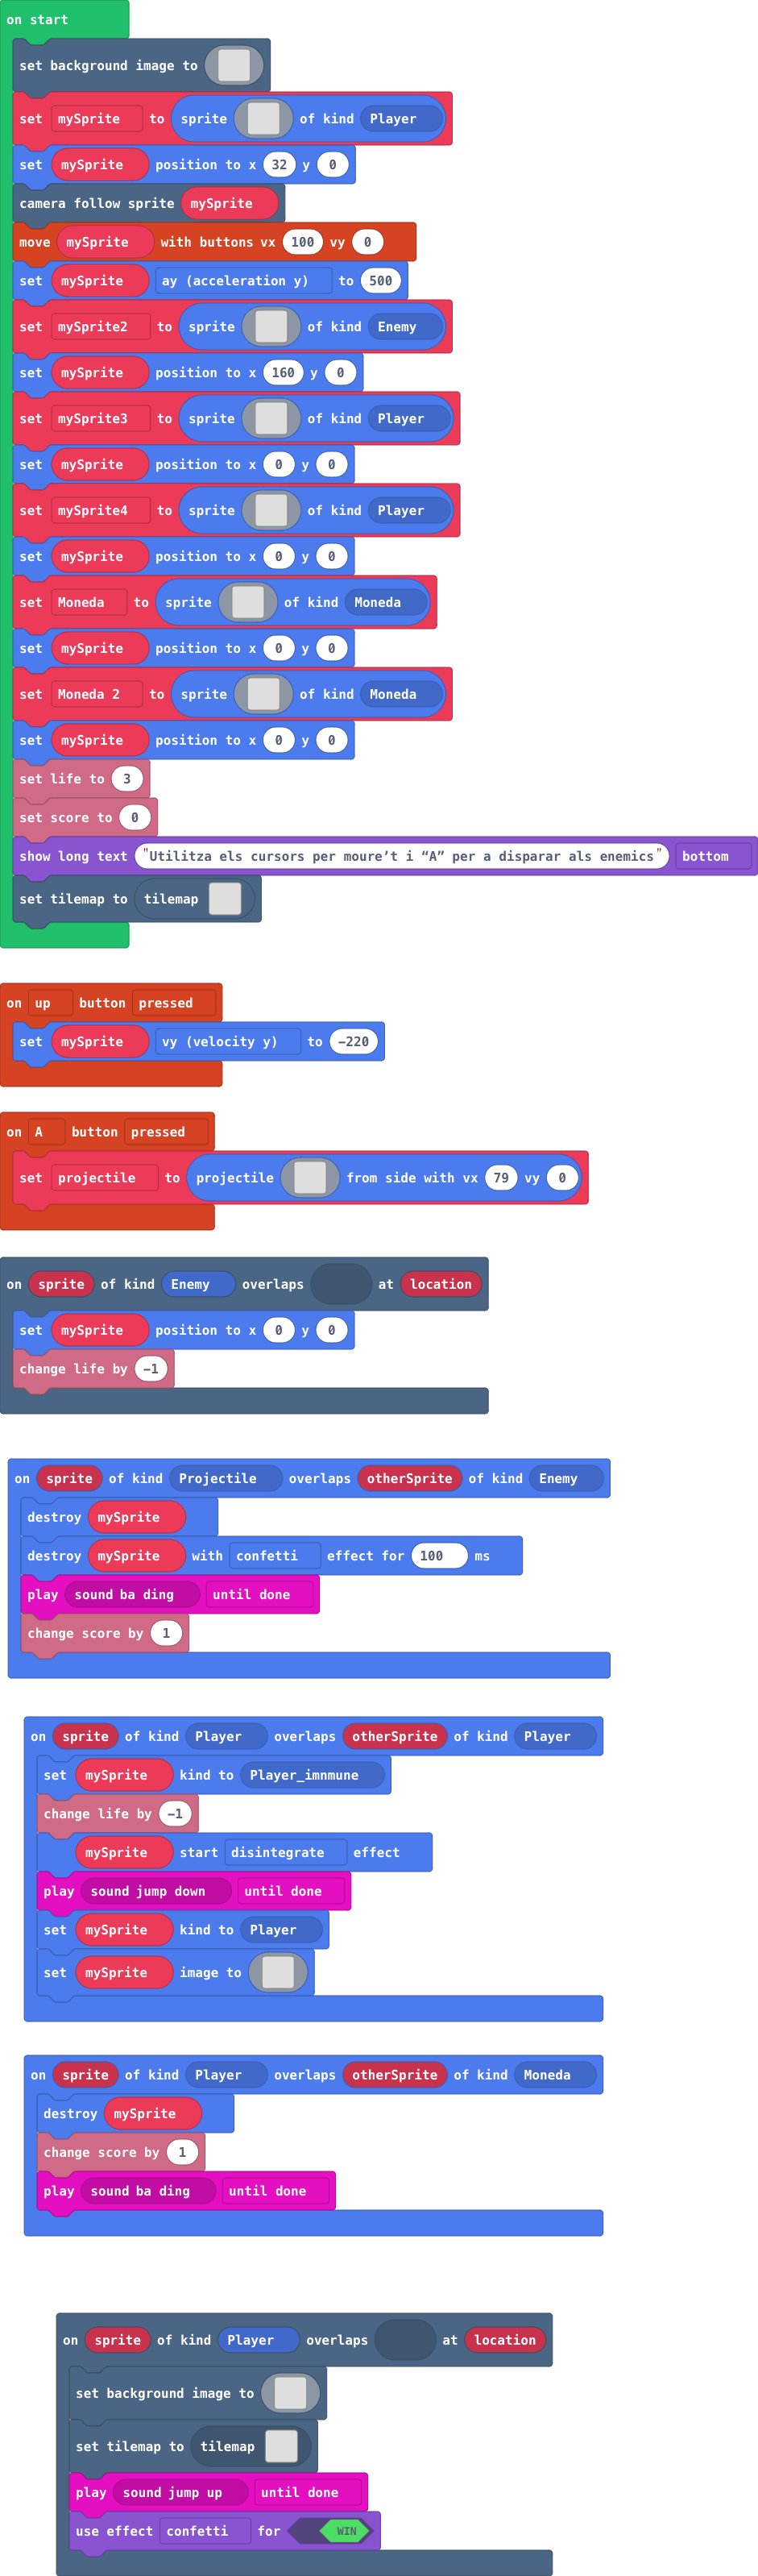 on start
set background image to
set mySprite to sprite of kind Player
set mySprite position to x 32 y 0
camera follow sprite mySprite
move mySprite with buttons vx 100 vy 0
set mySprite ay (acceleration y) to 500
set mySprite2 to sprite of kind Enemy
set mySprite position to x 160 y 0
set mySprite3 to sprite of kind Player
set mySprite position to x 0 y 0
set mySprite4 to sprite of kind Player
set mySprite position to x 0 y 0
set Moneda to sprite of kind Moneda
set mySprite position to x 0 y 0
set Moneda 2 to sprite of kind Moneda
set mySprite position to x 0 y 0
set life to 3
set score to 0
show long text "Utilitza els cursors per moure’t i “A” per a disparar als enemics" bottom
set tilemap to tilemap
on up button pressed
set mySprite vy (velocity y) to −220
on A button pressed
set projectile to projectile from side with vx 79 vy 0
on sprite of kind Enemy overlaps at location
set mySprite position to x 0 y 0
change life by −1
on sprite of kind Projectile overlaps otherSprite of kind Enemy
destroy mySprite
destroy mySprite with confetti effect for 100 ms
play sound ba ding until done
change score by 1
on sprite of kind Player overlaps otherSprite of kind Player
set mySprite kind to Player_imnmune
change life by −1
mySprite start disintegrate effect
play sound jump down until done
set mySprite kind to Player
set mySprite image to
on sprite of kind Player overlaps otherSprite of kind Moneda
destroy mySprite
change score by 1
play sound ba ding until done
on sprite of kind Player overlaps at location
set background image to
set tilemap to tilemap
play sound jump up until done
use effect confetti for WIN